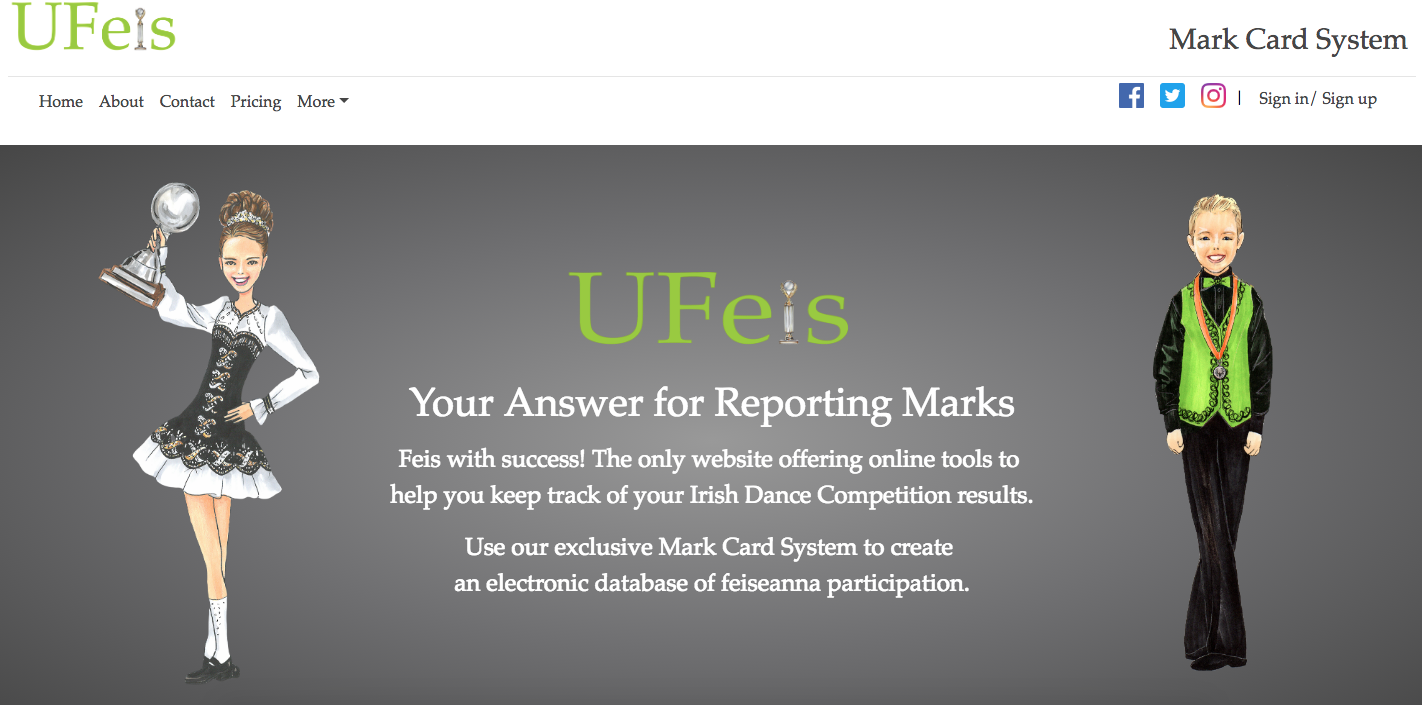 UFeis
Mark Card System
Home About Contact Pricing More
| Sign in/ Sign up
UFeis
Your Answer for Reporting Marks
Feis with success! The only website offering online tools to
help you keep track of your Irish Dance Competition results.
Use our exclusive Mark Card System to create
an electronic database of feiseanna participation.